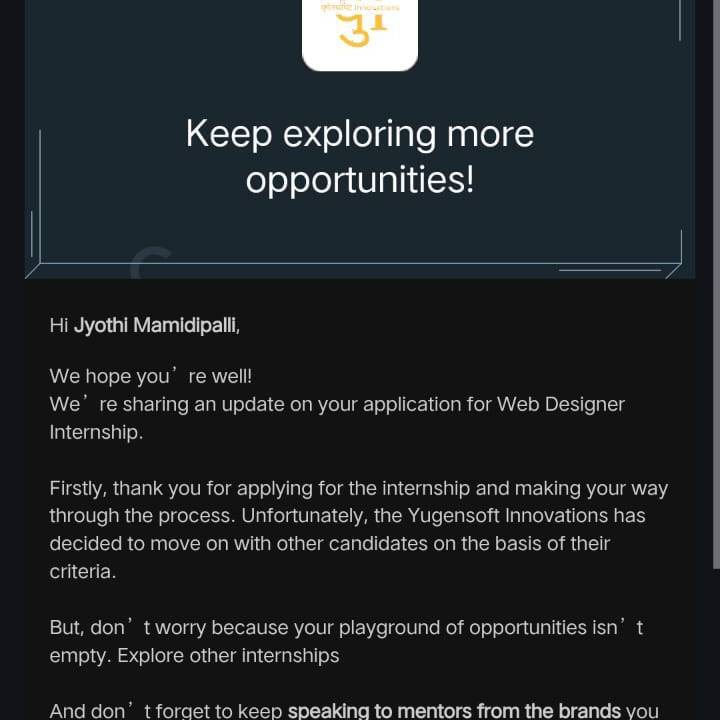 Innovations
यु
Keep exploring more
opportunities!
Hi Jyothi Mamidipalli,
We hope you’ re well!
We’ re sharing an update on your application for Web Designer
Internship.
Firstly, thank you for applying for the internship and making your way
through the process. Unfortunately, the Yugensoft Innovations has
decided to move on with other candidates on the basis of their
criteria.
But, don’ t worry because your playground of opportunities isn’ t
empty. Explore other internships
And don’ t forget to keep speaking to mentors from the brands you